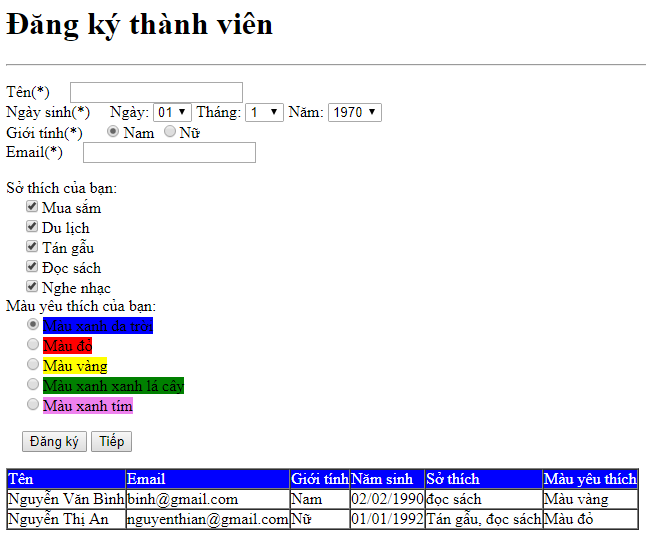 Đăng ký thành viên
Tên(*)
Ngày sinh(*) Ngày: 01 Tháng: 1 Năm: 1970
Giới tính(*) Nam Nữ
Email(*)
Sở thích của bạn:
Mua sắm
Du lịch
Tán gẫu
Đọc sách
Nghe nhạc
Màu yêu thích của bạn:
Màu xanh da trời
Màu đỏ
Màu vàng
Màu xanh xanh lá cây
Màu xanh tím
Đăng ký Tiếp
Tên Email Giới tính Năm sinh Sở thích Màu yêu thích
Nguyễn Văn Bình binh@gmail.com Nam 02/02/1990 đọc sách Màu vàng
Nguyễn Thị An nguyenthian@gmail.com Nữ 01/01/1992 Tán gẫu, đọc sách Màu đỏ